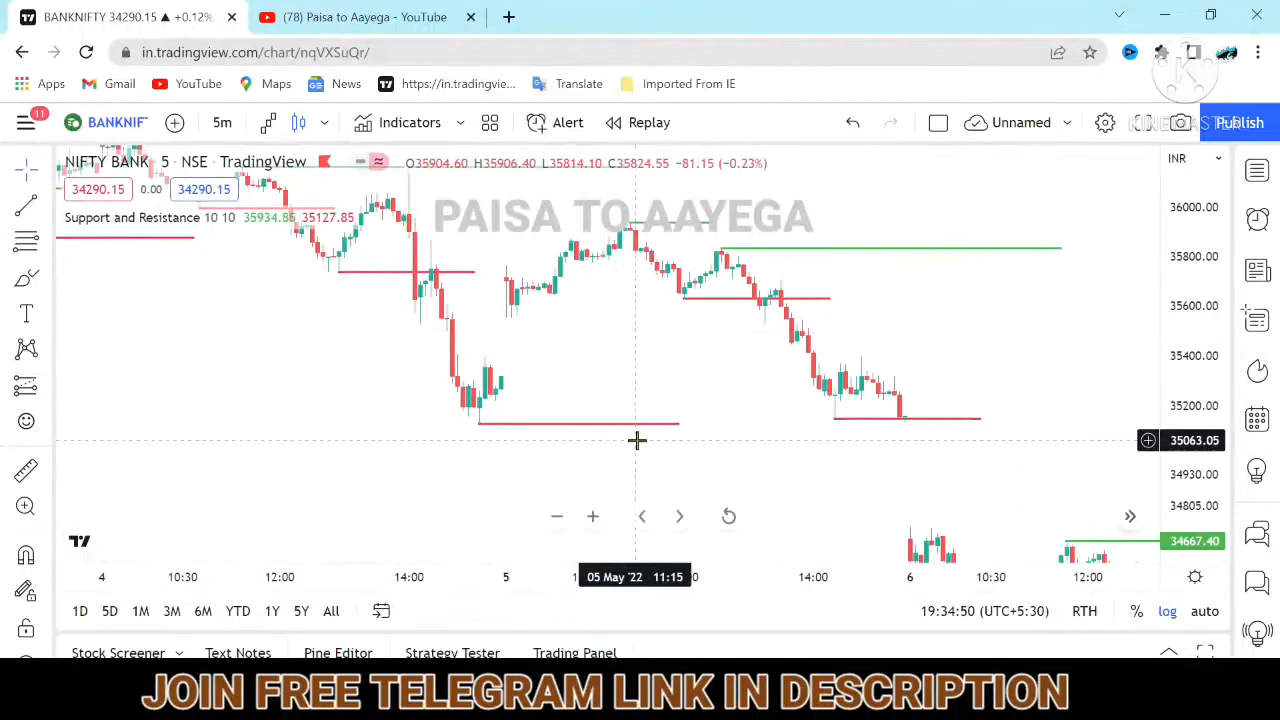 BANKNIFTY 34290.15 ▲ +0.12%
(78) Paisa to Aayega - YouTube
in.tradingview.com/chart/nqVXSuQr/
Apps
Gmail
YouTube
Maps
News
https://in.tradingvie...
Translate
Imported From IE
11
BANKNIF
5m
Indicators
Alert
Replay
Unnamed
KINEMASTER
Publish
NIFTY BANK 5 NSE TradingView
O35904.60 H35906.40 L35814.10 C35824.55 −81.15 (−0.23%)
INR
34290.15 0.00 34290.15
Support and Resistance 10 10 35934.85 35127.85
PAISA TO AAYEGA
36000.00
35800.00
35600.00
35400.00
35200.00
35063.05
34930.00
34805.00
34667.40
4 10:30 12:00 14:00 5 05 May '22 11:15 14:00 6 10:30 12:00
1D 5D 1M 3M 6M YTD 1Y 5Y All
19:34:50 (UTC+5:30) RTH % log auto
Stock Screener Text Notes Pine Editor Strategy Tester Trading Panel
JOIN FREE TELEGRAM LINK IN DESCRIPTION